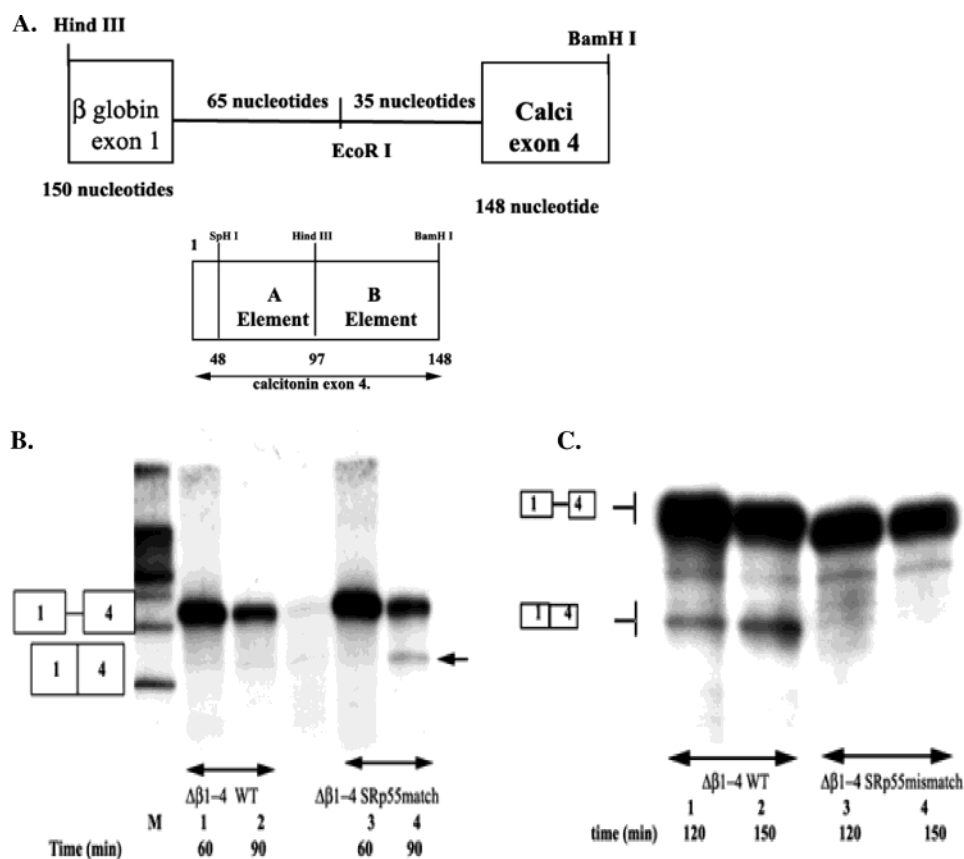 A.
Hind III
BamH I
65 nucleotides
35 nucleotides
β globin
exon 1
Calci
exon 4
EcoR I
150 nucleotides
148 nucleotide
1
SpH I
Hind III
BamH I
A
Element
B
Element
48
97
148
calcitonin exon 4.
B.
1
4
1
4
Δβ1–4 WT
Δβ1–4 SRp55match
M
1
2
3
4
Time (min)
60
90
60
90
C.
1
4
1
4
Δβ1–4 WT
Δβ1–4 SRp55mismatch
1
2
3
4
time (min)
120
150
120
150